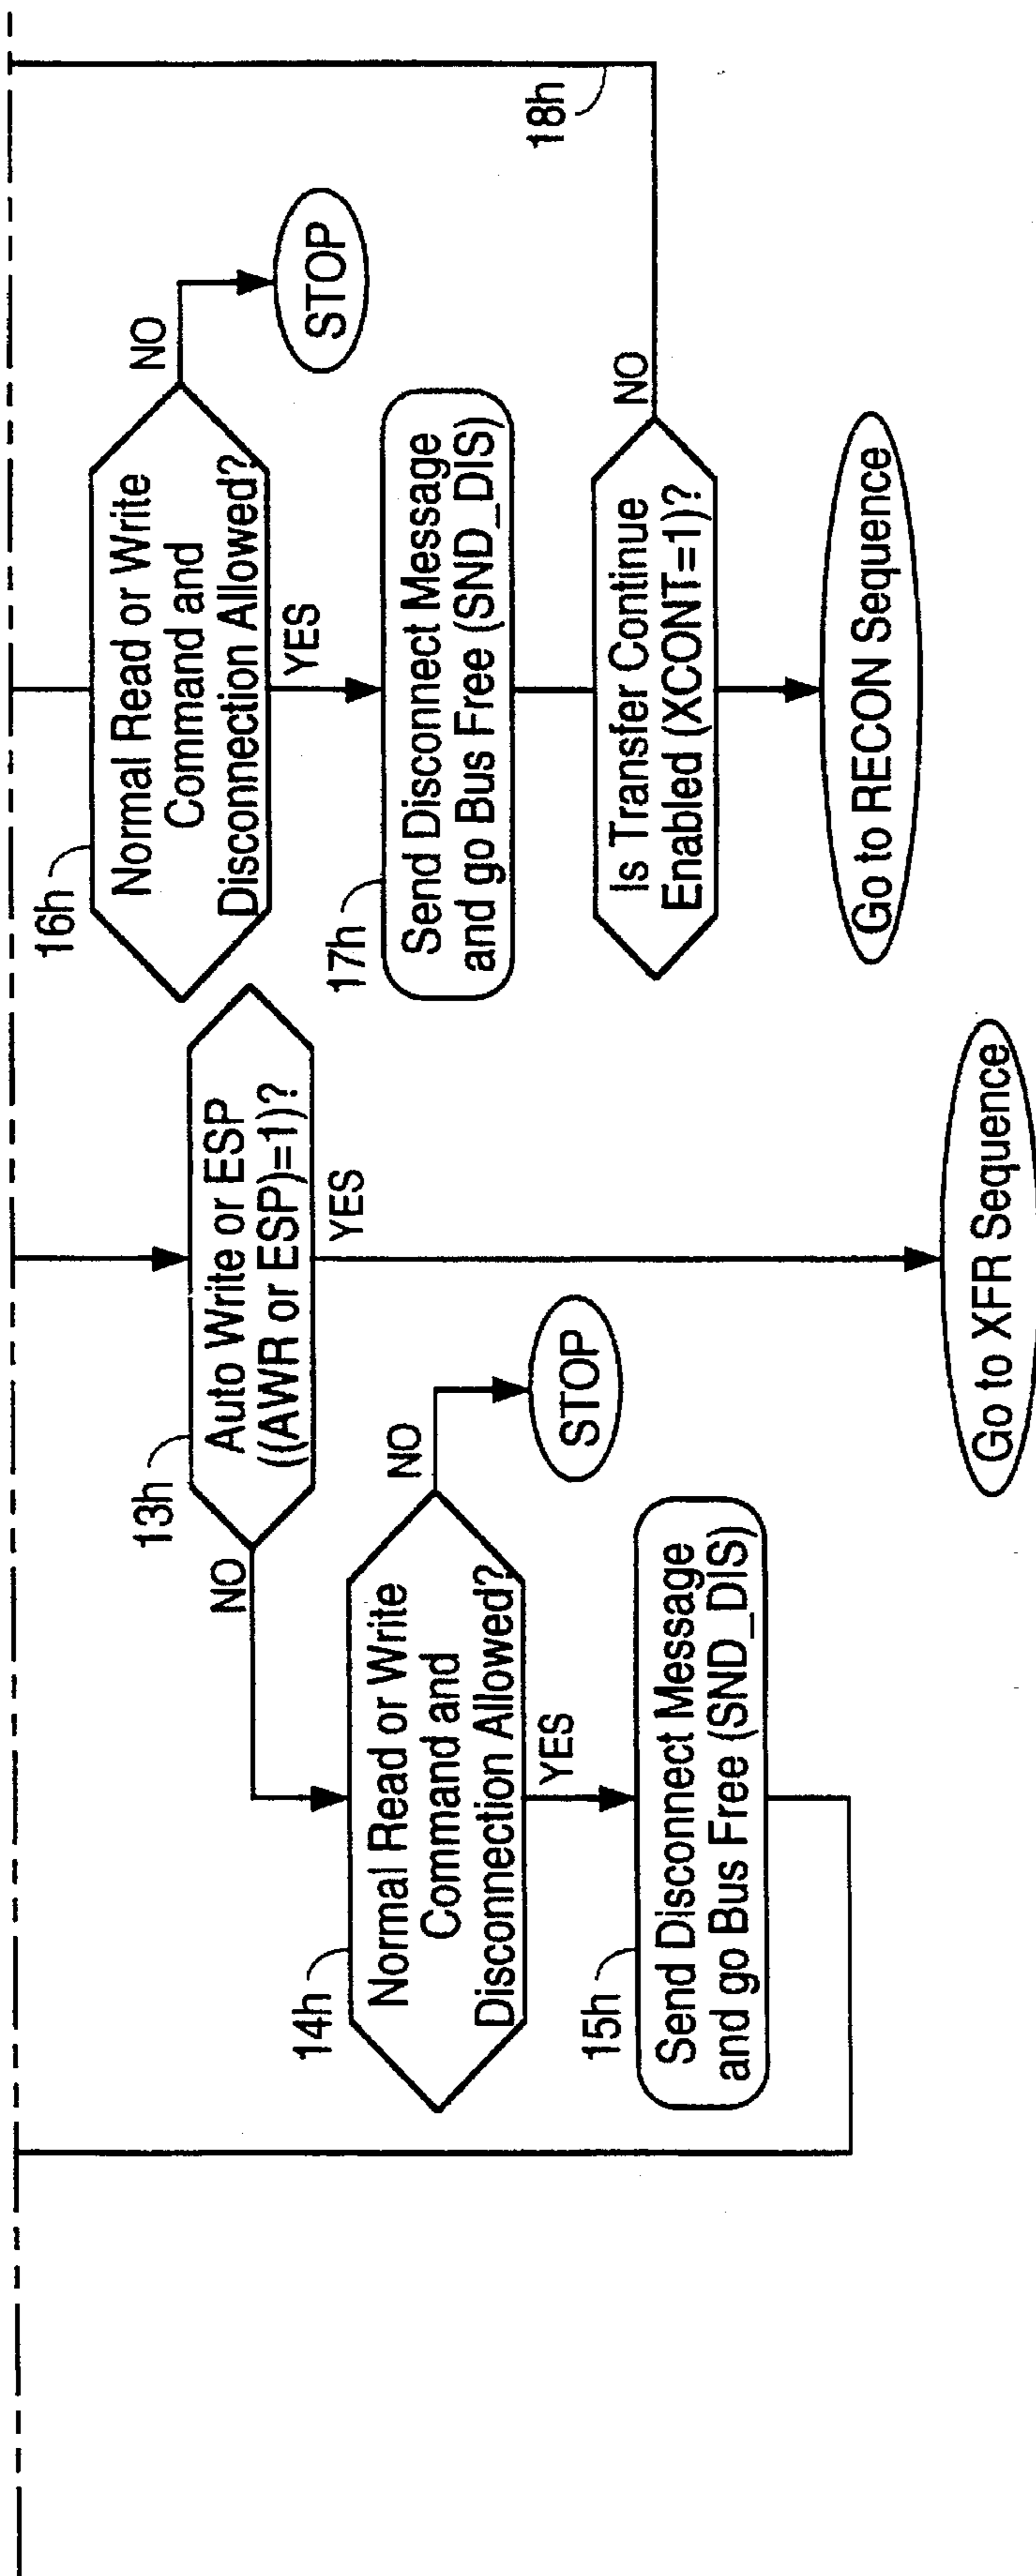 13h
Auto Write or ESP
((AWR or ESP)=1)?
NO
YES
14h
Normal Read or Write
Command and
Disconnection Allowed?
NO
STOP
YES
15h
Send Disconnect Message
and go Bus Free (SND_DIS)
Go to XFR Sequence
16h
Normal Read or Write
Command and
Disconnection Allowed?
NO
STOP
YES
17h
Send Disconnect Message
and go Bus Free (SND_DIS)
Is Transfer Continue
Enabled (XCONT=1)?
NO
18h
Go to RECON Sequence